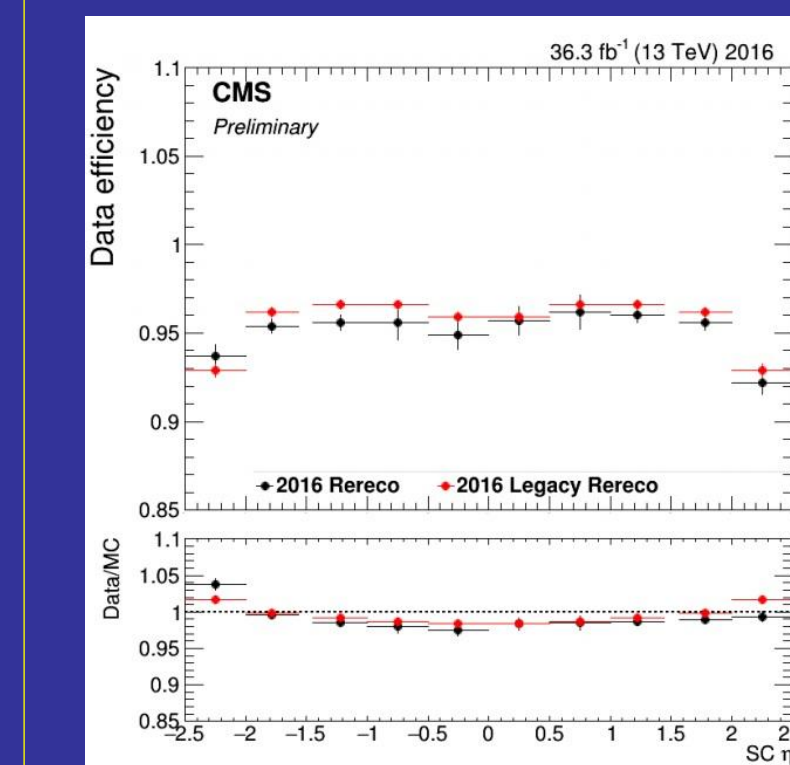 36.3 fb⁻¹ (13 TeV) 2016
CMS
Preliminary
Data efficiency
1.1
1.05
1
0.95
0.9
0.85
2016 Rereco
2016 Legacy Rereco
Data/MC
1.1
1.05
1
0.95
0.9
0.85
−2.5 −2 −1.5 −1 −0.5 0 0.5 1 1.5 2
SC η